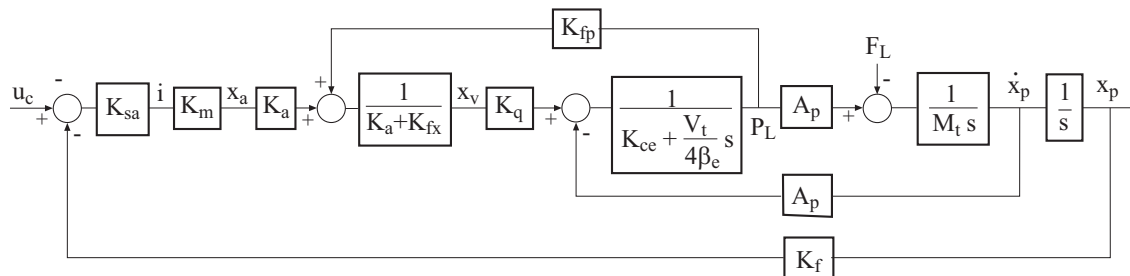 K_fp
F_L
u_c
-
+
-
K_sa
i
K_m
x_a
K_a
+
+
1
K_a+K_fx
x_v
K_q
+
-
1
K_ce + V_t/4β_e s
P_L
A_p
+
-
1
M_t s
ẋ_p
1
s
x_p
A_p
K_f